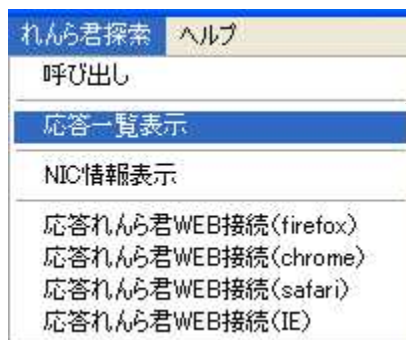 れんら君探索 ヘルプ
呼び出し
応答一覧表示
NIC情報表示
応答れんら君WEB接続(firefox)
応答れんら君WEB接続(chrome)
応答れんら君WEB接続(safari)
応答れんら君WEB接続(IE)